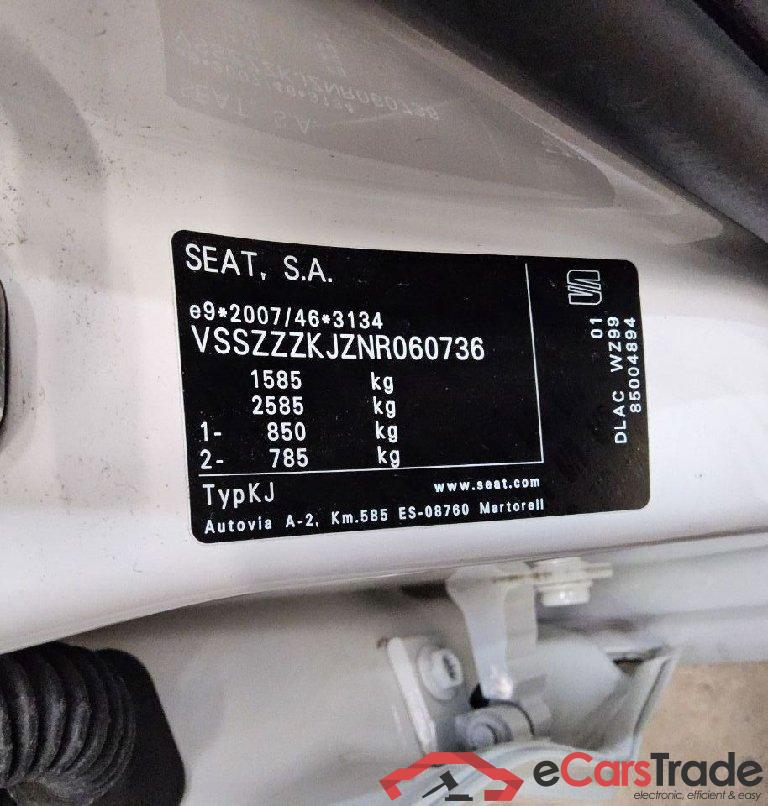 SEAT, S.A.
e9*2007/46*3134
VSSZZZKJZNR060736
1585 kg
2585 kg
1- 850 kg
2- 785 kg
TypKJ
www.seat.com
Autovia A-2, Km.585 ES-08760 Martorell
01
DLAC WZ99
85004894
eCarsTrade
electronic, efficient & easy